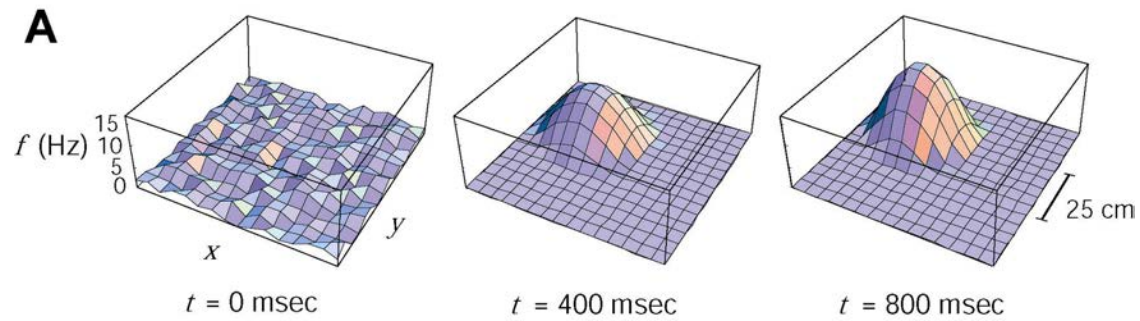 A
15
f (Hz) 10
5
0
x
y
25 cm
t = 0 msec
t = 400 msec
t = 800 msec